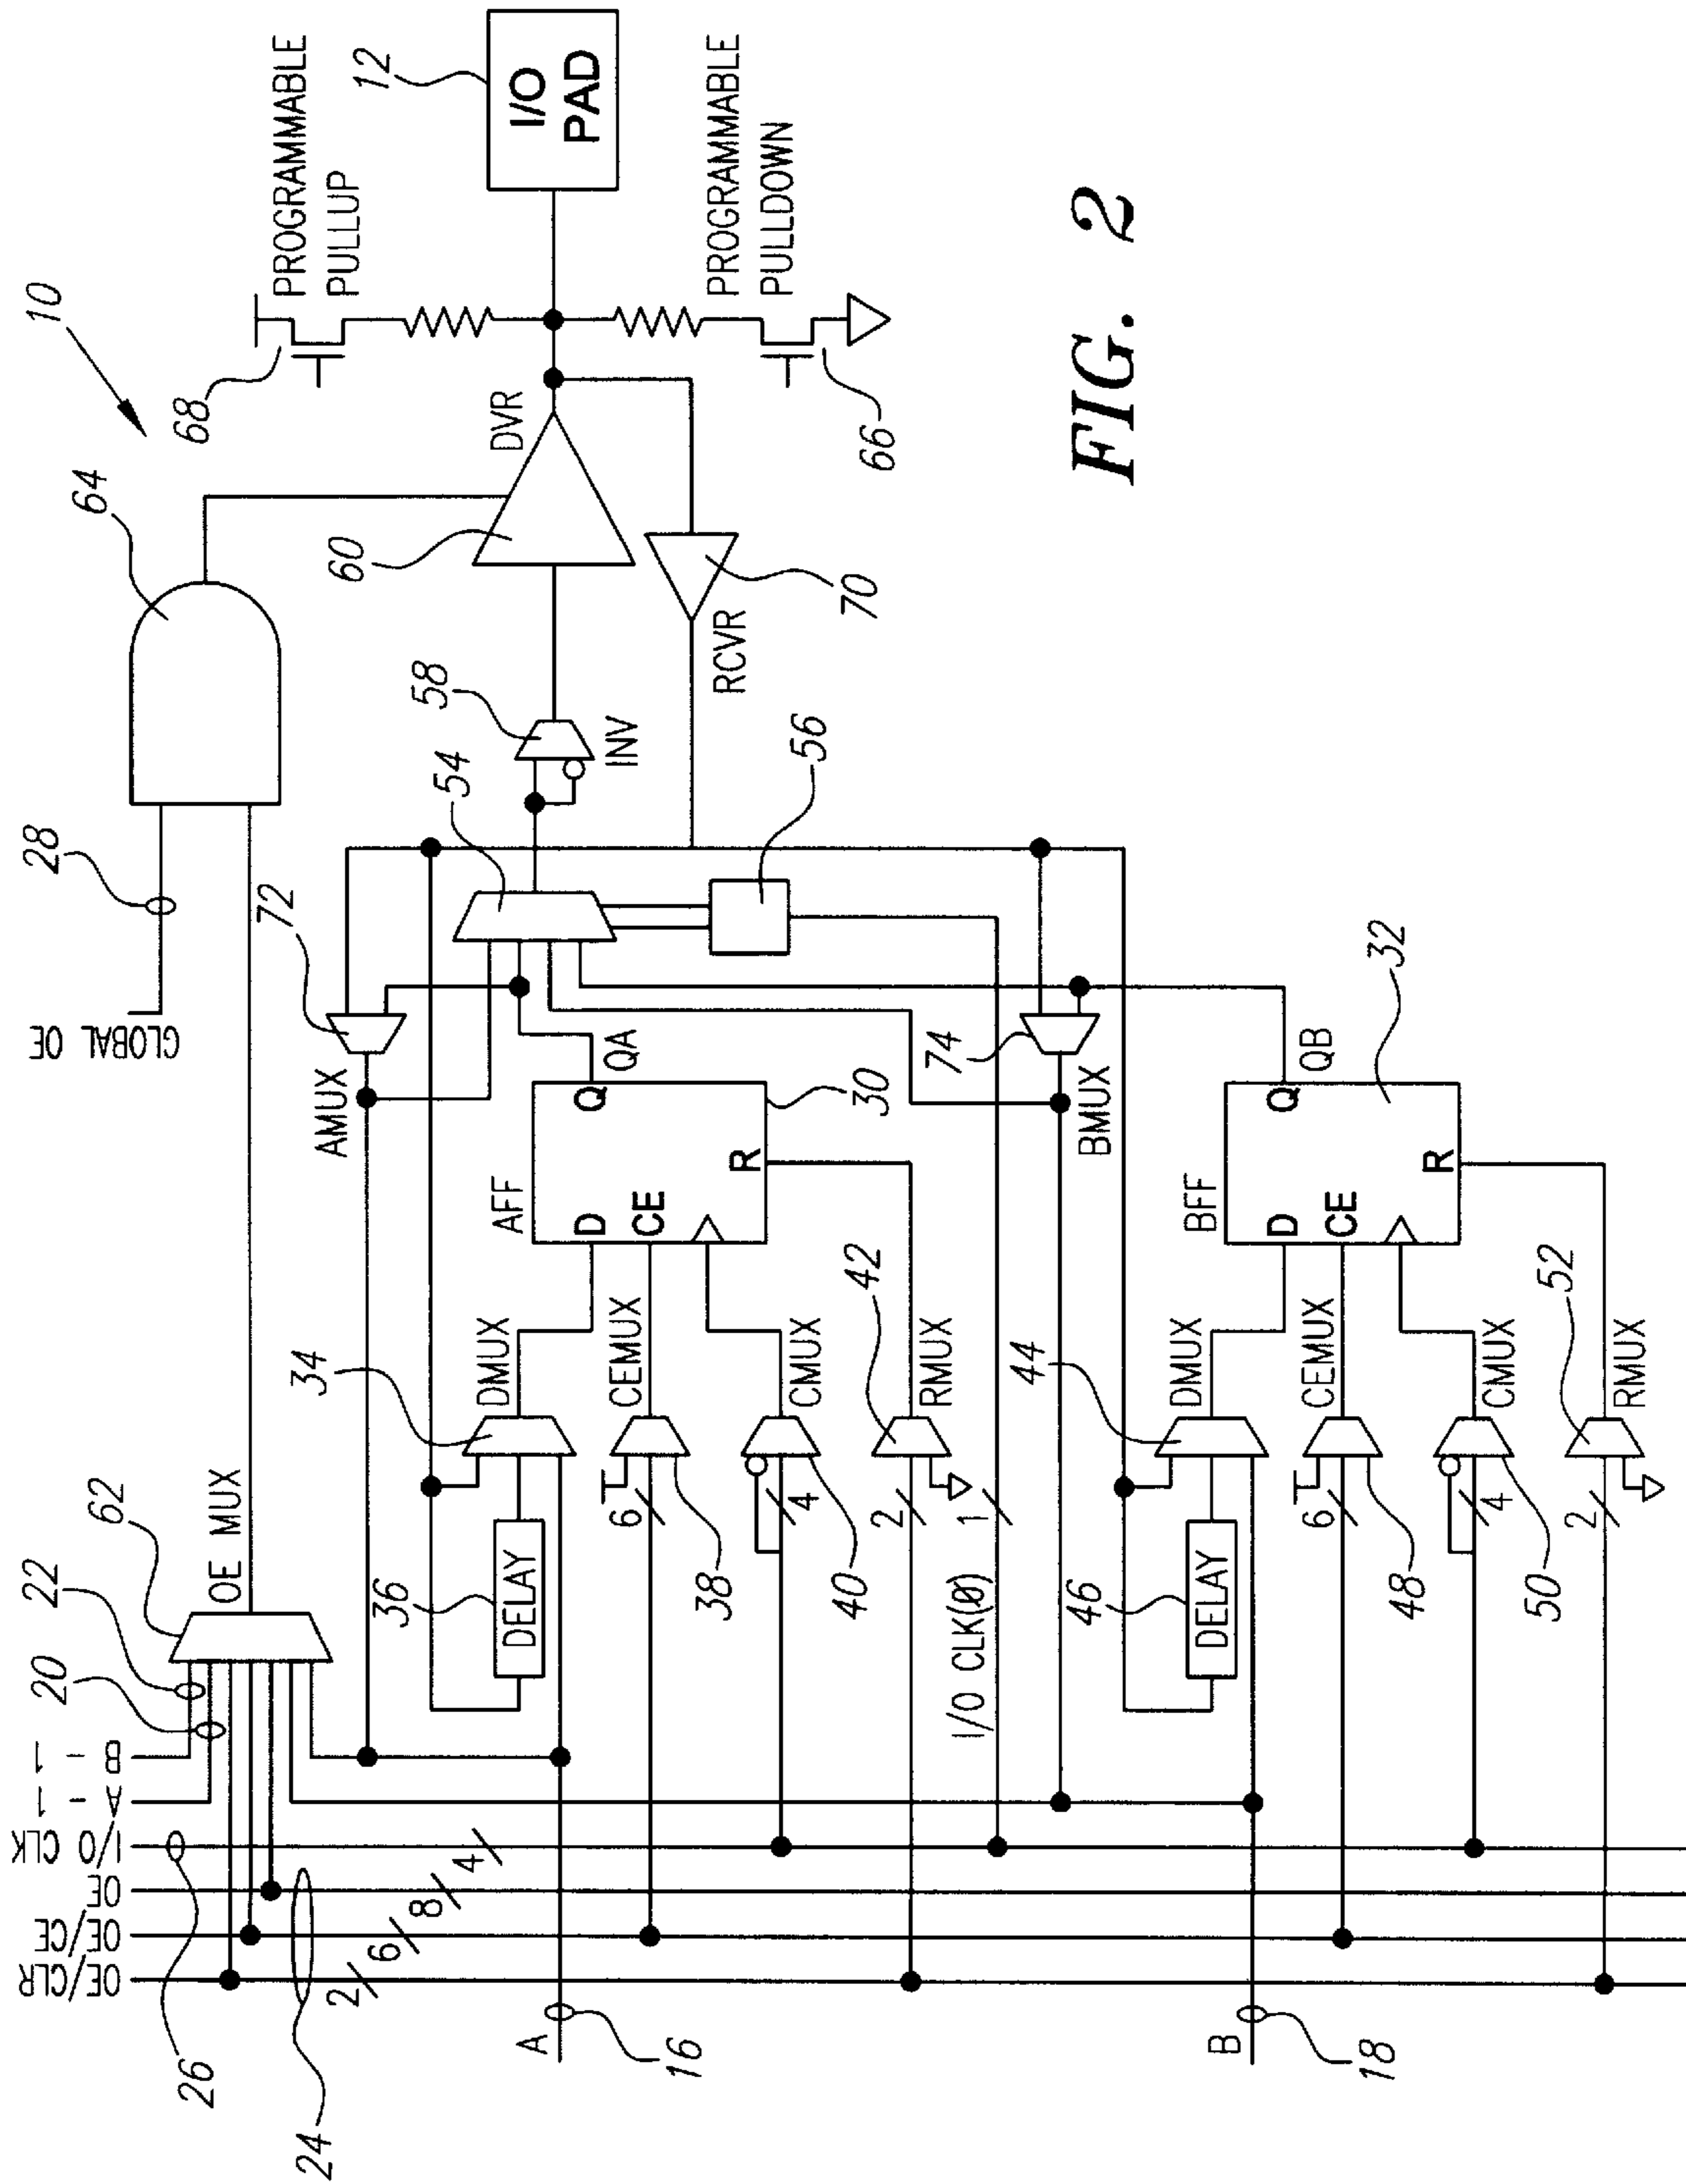 10
PROGRAMMABLE
PULLUP
68
12
I/O
PAD
PROGRAMMABLE
PULLDOWN
66
DVR
60
64
70
RCVR
58
INV
54
56
28
GLOBAL OE
72
AMUX
74
BMUX
QA
AFF
D
CE
Q
R
30
QB
BFF
D
CE
Q
R
32
34
DMUX
36
DELAY
CEMUX
6
38
CMUX
4
40
42
RMUX
2
1
I/O CLK(0)
44
DMUX
46
DELAY
CEMUX
6
48
CMUX
4
50
52
RMUX
2
62
OE MUX
22
20
B - 1
A - 1
I/O CLK
OE
OE/CE
OE/CLR
26
24
2
6
8
4
A
16
B
18
FIG. 2